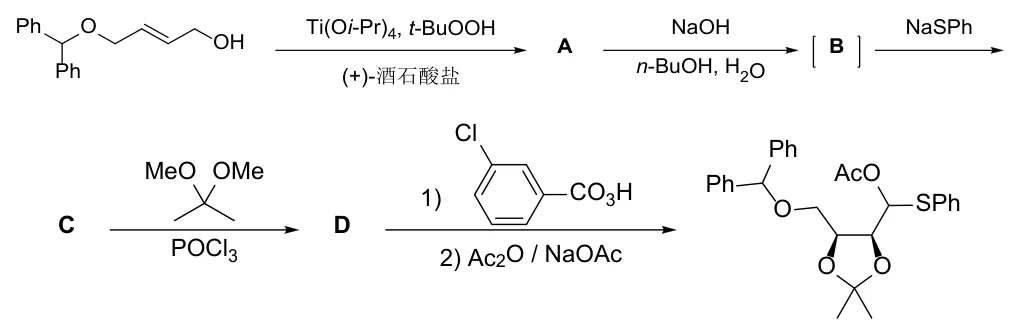 Ph O OH
Ph
Ti(Oi-Pr)4, t-BuOOH
(+)-酒石酸盐
A
NaOH
n-BuOH, H2O
[ B ]
NaSPh
C
MeO OMe
POCl3
D
1)
Cl
CO3H
2) Ac2O / NaOAc
Ph
Ph
O
AcO
SPh
O O